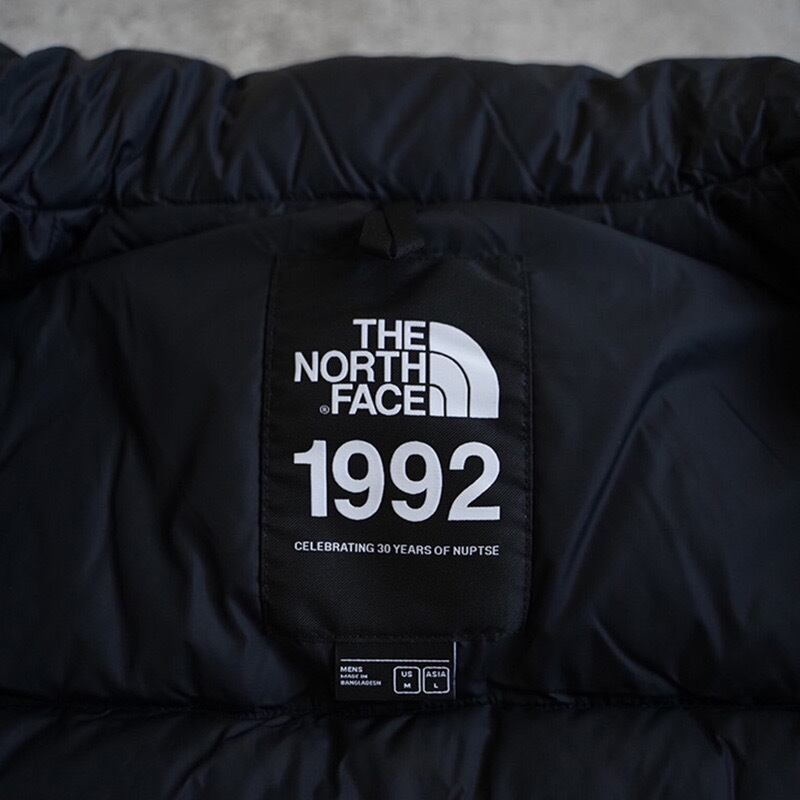 THE
NORTH
®FACE
1992
CELEBRATING 30 YEARS OF NUPTSE
MENS
MADE IN
BANGLADESH
US
M
ASIA
L